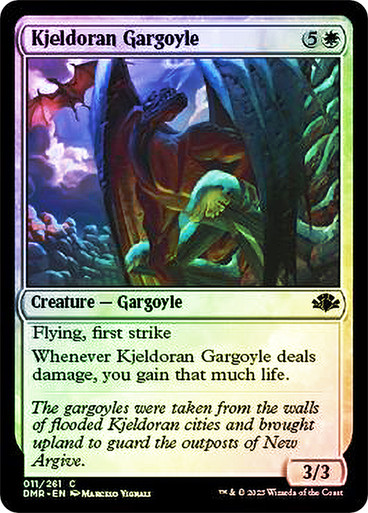 Kjeldoran Gargoyle 5
Creature — Gargoyle
Flying, first strike
Whenever Kjeldoran Gargoyle deals
damage, you gain that much life.
The gargoyles were taken from the walls
of flooded Kjeldoran cities and brought
upland to guard the outposts of New
Argive.
3/3
011/261 C
DMR • EN Marcelo Vignali
™ & © 2023 Wizards of the Coast